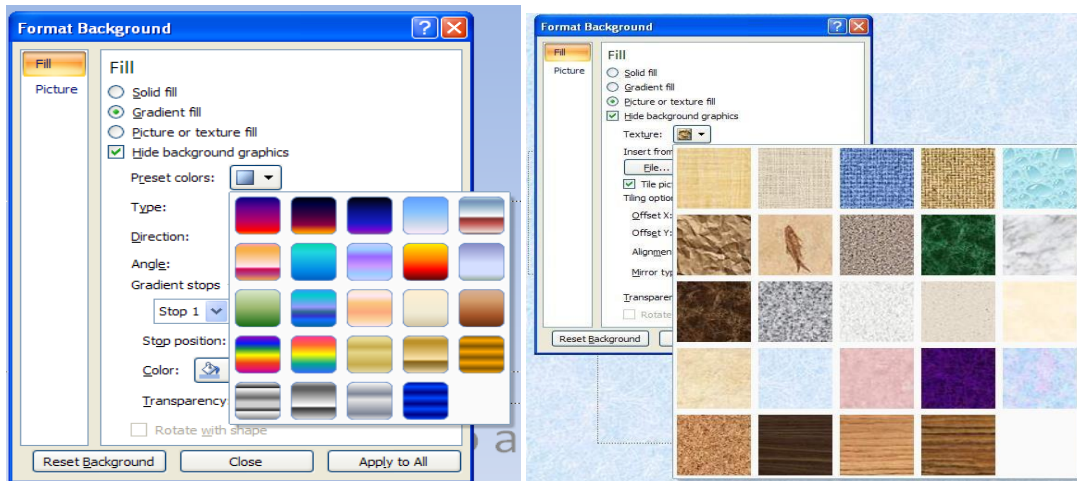 Format Background
Fill
Picture
Fill
Solid fill
Gradient fill
Picture or texture fill
Hide background graphics
Preset colors:
Type:
Direction:
Angle:
Gradient stops
Stop 1
Stop position:
Color:
Transparency
Rotate with shape
Reset Background
Close
Apply to All
a
Format Ba
Fill
Picture
Fill
Solid fill
Gradient fill
Picture or texture fill
Hide background graphics
Texture:
Insert from
File...
Tile pic
Tiling optio
Offset X:
Offset Y:
Alignmen
Mirror typ
Transparen
Rotate
Reset Background